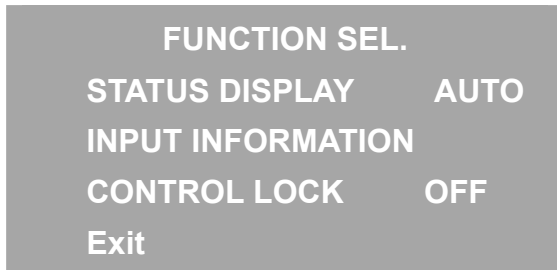 FUNCTION SEL.
STATUS DISPLAY AUTO
INPUT INFORMATION
CONTROL LOCK OFF
Exit